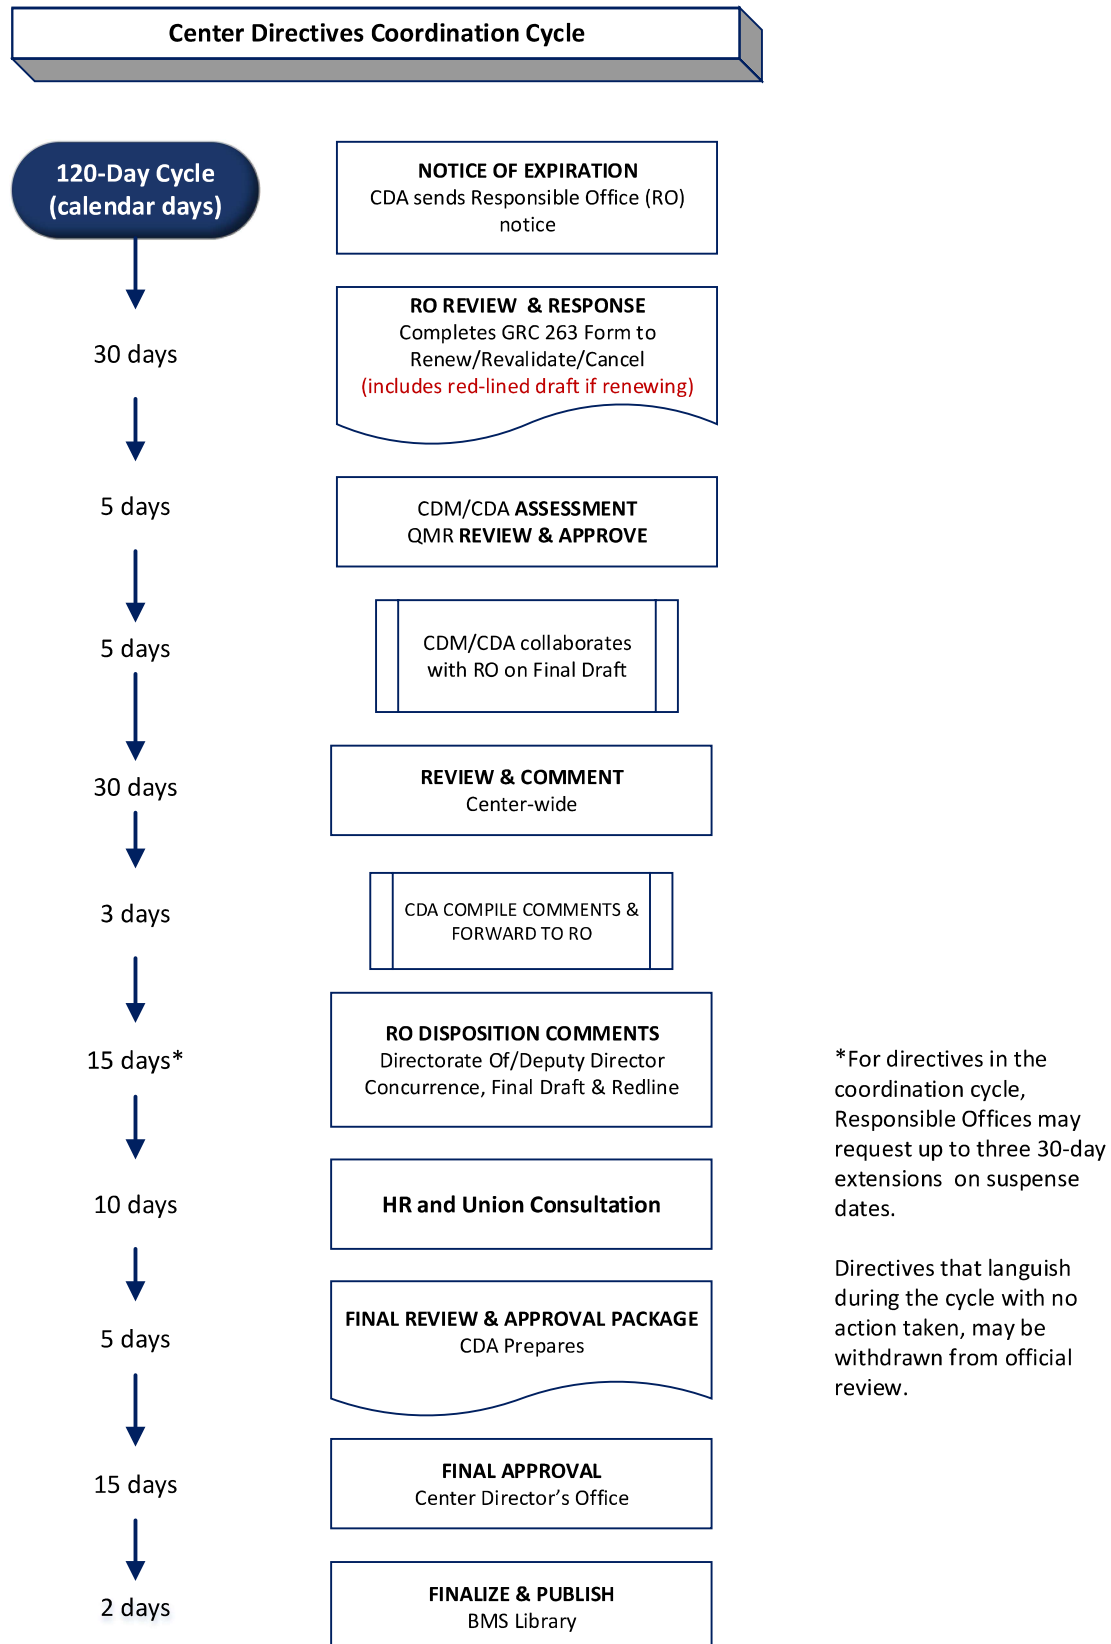 Center Directives Coordination Cycle
120-Day Cycle
(calendar days)
NOTICE OF EXPIRATION
CDA sends Responsible Office (RO)
notice
30 days
RO REVIEW & RESPONSE
Completes GRC 263 Form to
Renew/Revalidate/Cancel
(includes red-lined draft if renewing)
5 days
CDM/CDA ASSESSMENT
QMR REVIEW & APPROVE
5 days
CDM/CDA collaborates
with RO on Final Draft
30 days
REVIEW & COMMENT
Center-wide
3 days
CDA COMPILE COMMENTS &
FORWARD TO RO
15 days*
RO DISPOSITION COMMENTS
Directorate Of/Deputy Director
Concurrence, Final Draft & Redline
*For directives in the
coordination cycle,
Responsible Offices may
request up to three 30-day
extensions on suspense
dates.
10 days
HR and Union Consultation
Directives that languish
during the cycle with no
action taken, may be
withdrawn from official
review.
5 days
FINAL REVIEW & APPROVAL PACKAGE
CDA Prepares
15 days
FINAL APPROVAL
Center Director’s Office
2 days
FINALIZE & PUBLISH
BMS Library